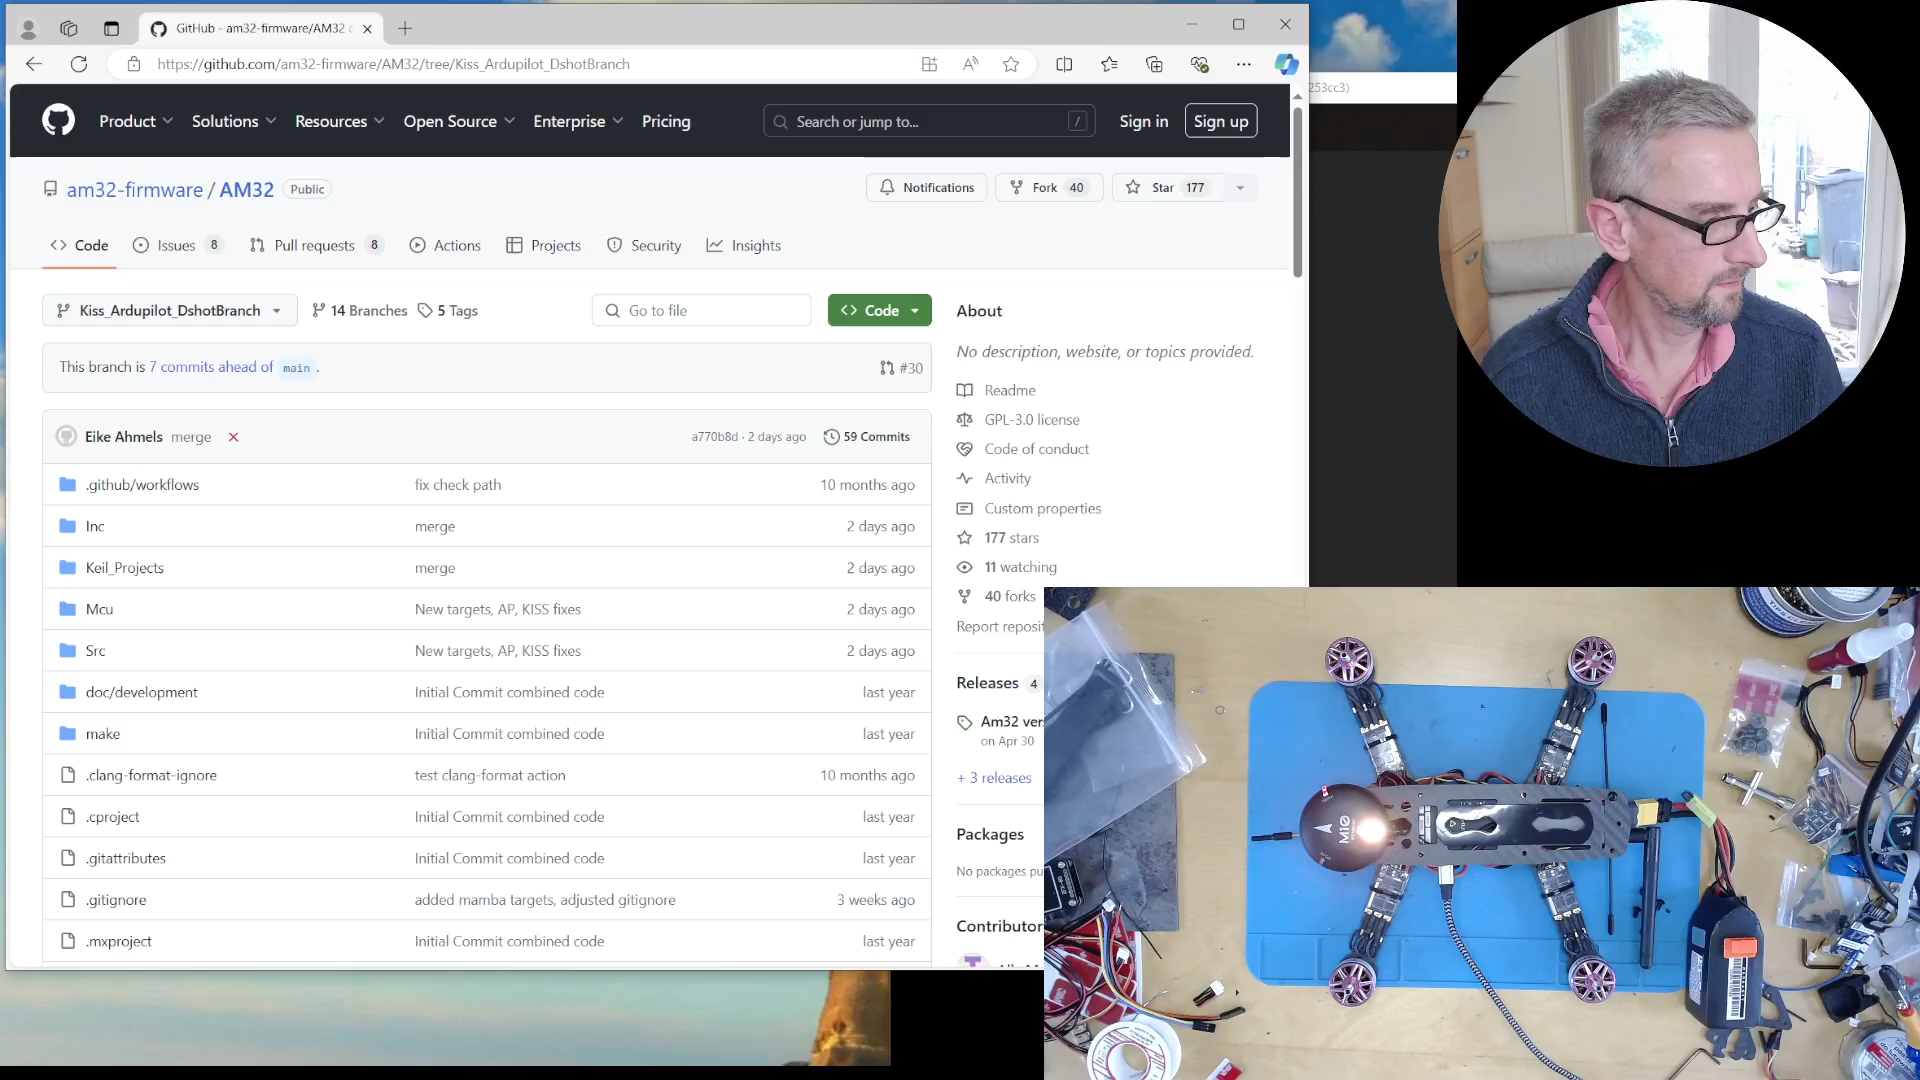 GitHub - am32-firmware/AM32 a
https://github.com/am32-firmware/AM32/tree/Kiss_Ardupilot_DshotBranch
253cc3)
Product
Solutions
Resources
Open Source
Enterprise
Pricing
Search or jump to...
/
Sign in
Sign up
am32-firmware / AM32
Public
Notifications
Fork 40
Star 177
Code
Issues 8
Pull requests 8
Actions
Projects
Security
Insights
Kiss_Ardupilot_DshotBranch
14 Branches
5 Tags
Go to file
Code
This branch is 7 commits ahead of main .
#30
Eike Ahmels merge
a770b8d · 2 days ago
59 Commits
.github/workflows fix check path 10 months ago
Inc merge 2 days ago
Keil_Projects merge 2 days ago
Mcu New targets, AP, KISS fixes 2 days ago
Src New targets, AP, KISS fixes 2 days ago
doc/development Initial Commit combined code last year
make Initial Commit combined code last year
.clang-format-ignore test clang-format action 10 months ago
.cproject Initial Commit combined code last year
.gitattributes Initial Commit combined code last year
.gitignore added mamba targets, adjusted gitignore 3 weeks ago
.mxproject Initial Commit combined code last year
About
No description, website, or topics provided.
Readme
GPL-3.0 license
Code of conduct
Activity
Custom properties
177 stars
11 watching
40 forks
Report reposi
Releases 4
Am32 ver
on Apr 30
+ 3 releases
Packages
No packages pu
Contributor
M10